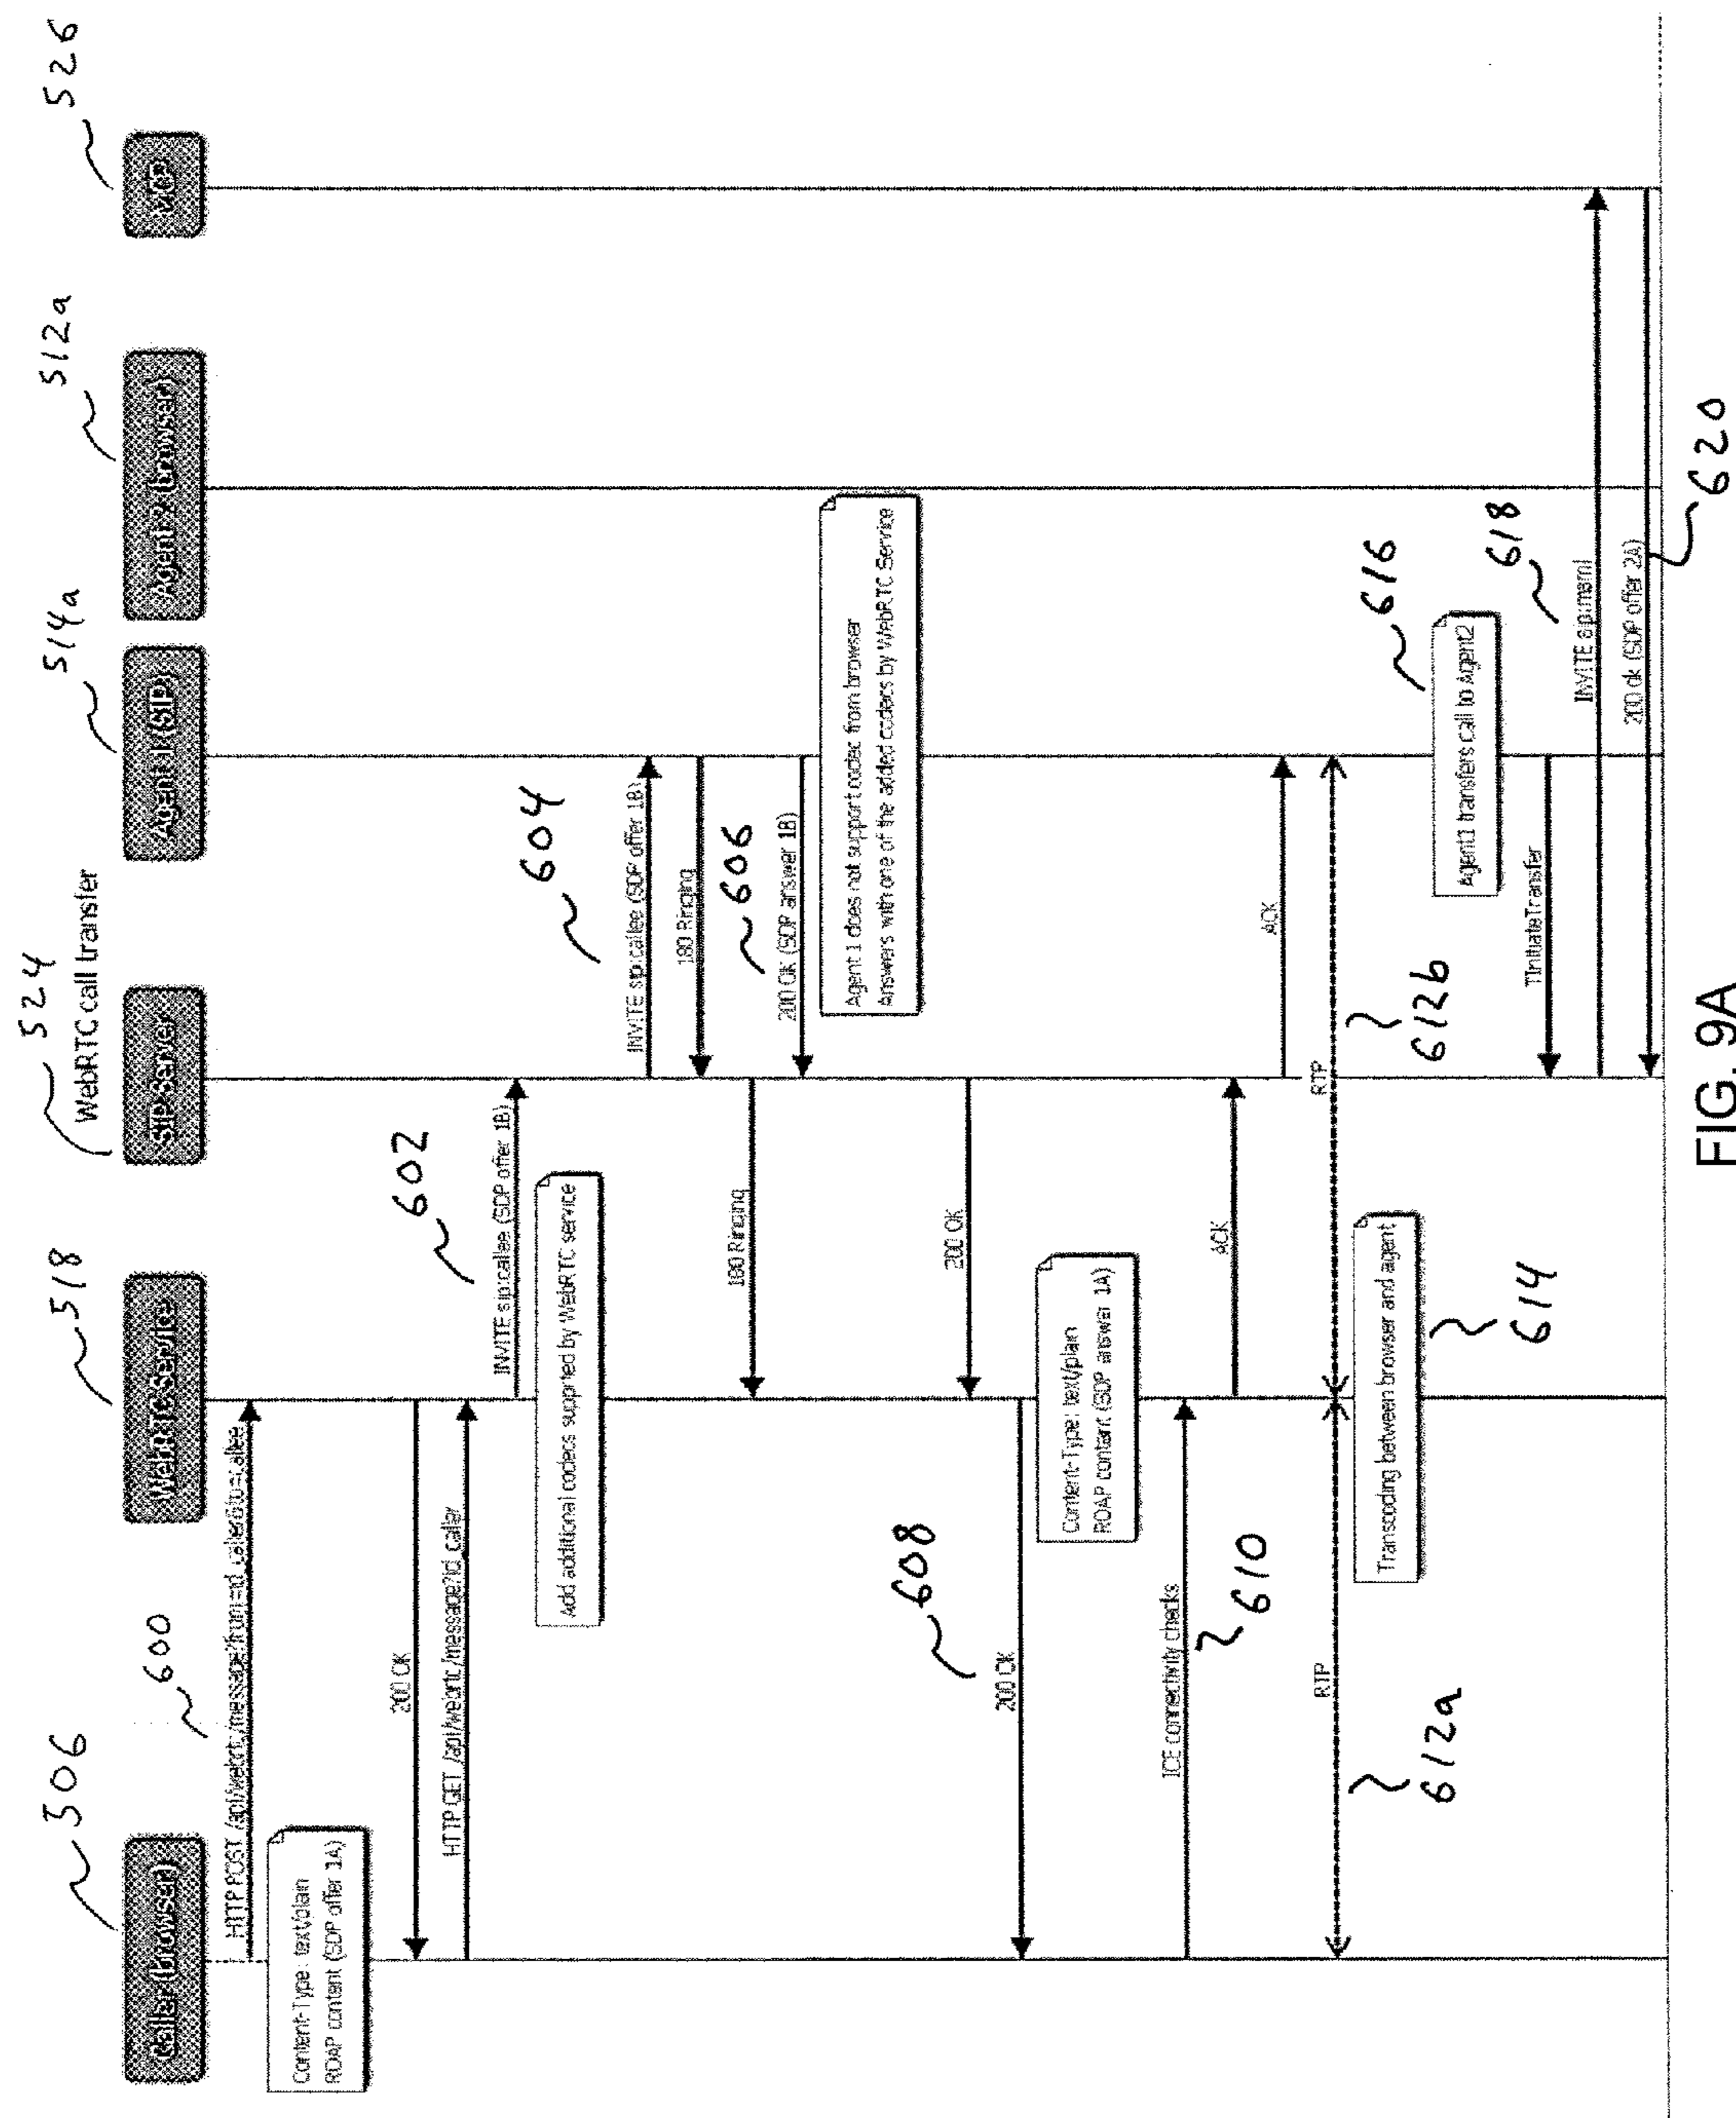 WebRTC call transfer
524
506
518
514a
512a
526
Caller (browser)
WebRTC Service
SIP Server
Agent 1 (SIP)
Agent 2 (browser)
MCP
600
HTTP POST /api/webrtc/message?from=id_caller&to=callee
Content-Type: text/plain
ROAP content (SDP offer 1A)
200 OK
HTTP GET /api/webrtc/message?id_caller
602
INVITE sip:callee (SDP offer 1B)
Add additional codecs supprted by WebRTC service
604
INVITE sip:callee (SDP offer 1B)
180 Ringing
180 Ringing
606
200 OK (SDP answer 1B)
Agent 1 does not support codec from browser
Answers with one of the added codecs by WebRTC Service
200 OK
608
200 OK
Content-Type: text/plan
ROAP content (SDP answer 1A)
ICE connectivity checks
610
ACK
ACK
RTP
612a
RTP
612b
Transcoding between browser and agent
614
616
Agent1 transfers call to Agent2
TInitiateTransfer
618
INVITE sip:msml
200 ok (SDP offer 2A)
620
FIG. 9A